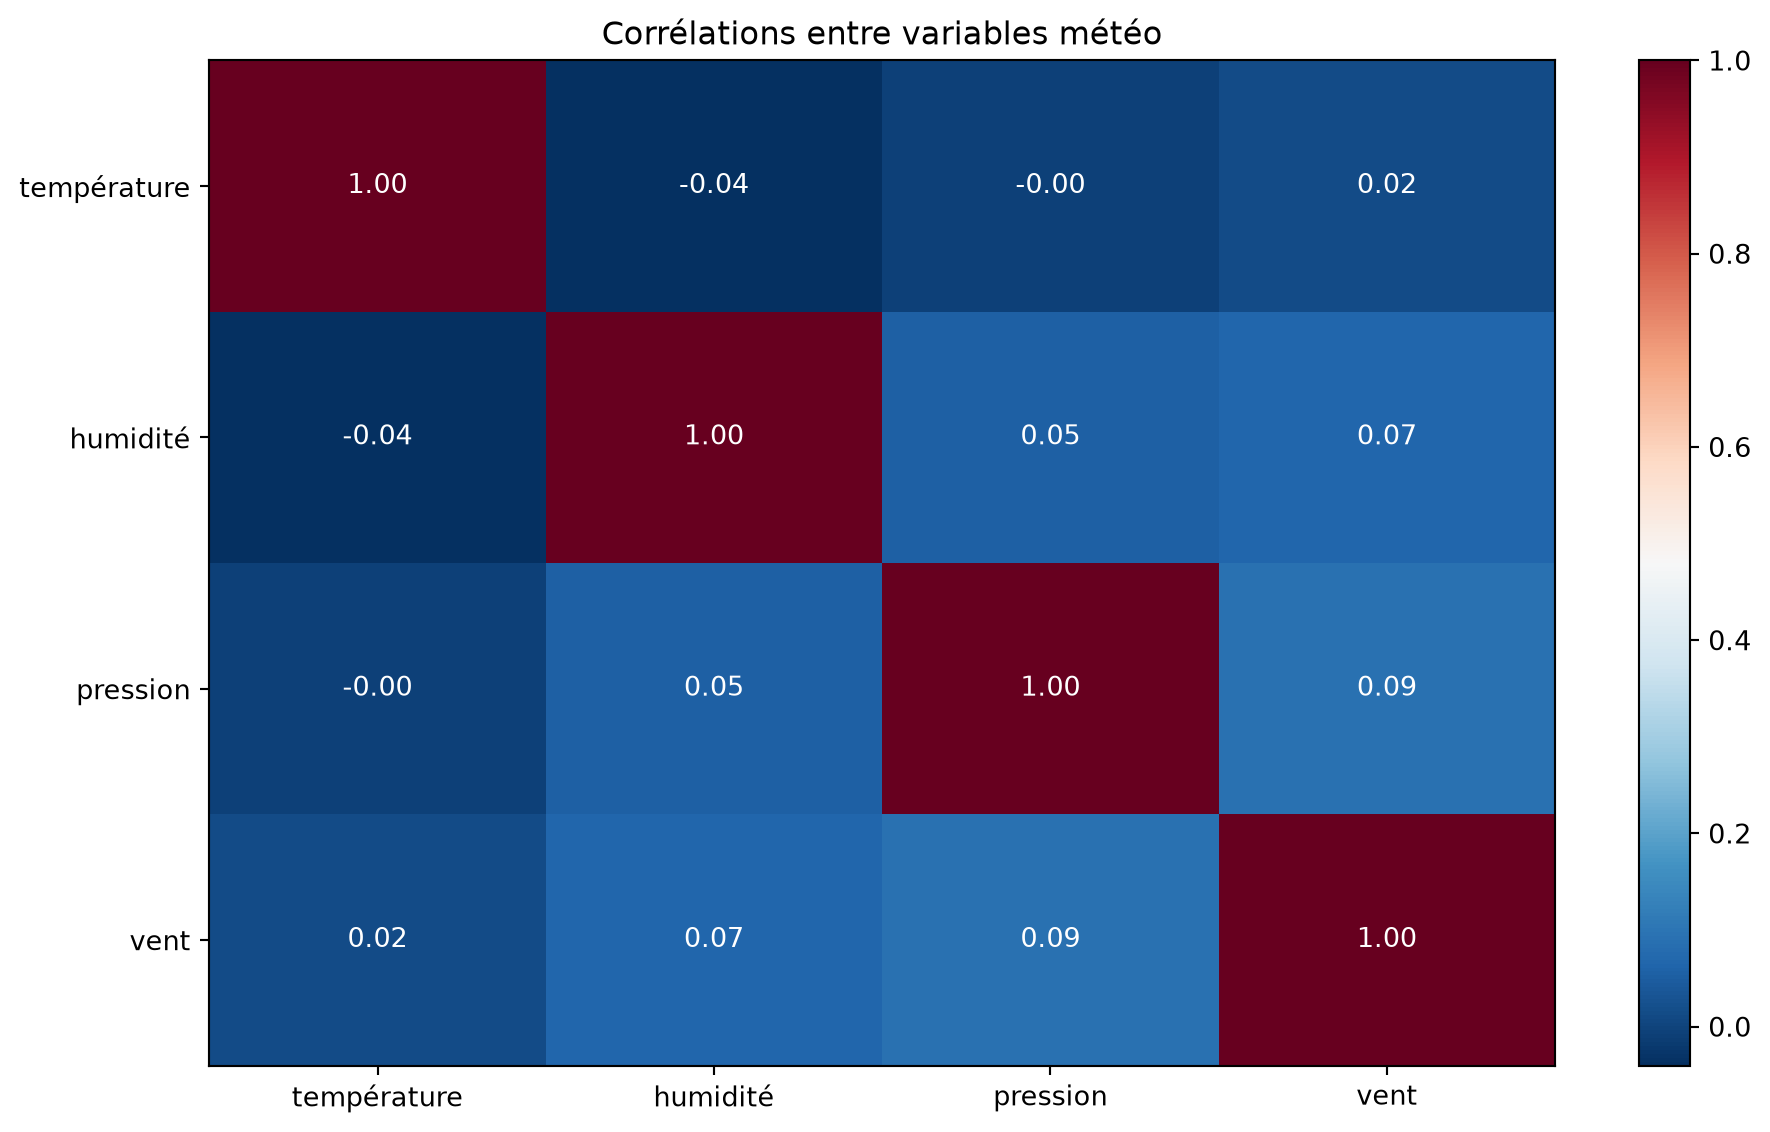 Corrélations entre variables météo
température 1.00 -0.04 -0.00 0.02
humidité -0.04 1.00 0.05 0.07
pression -0.00 0.05 1.00 0.09
vent 0.02 0.07 0.09 1.00
température humidité pression vent
1.0
0.8
0.6
0.4
0.2
0.0